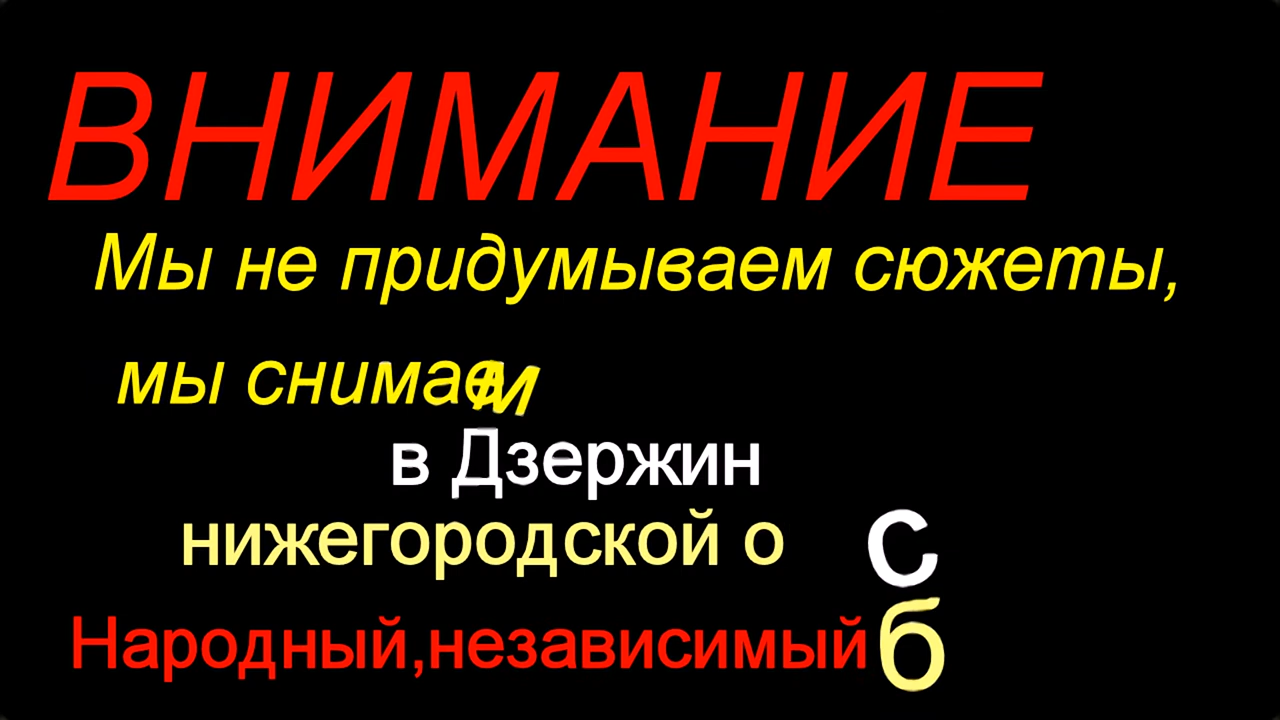 ВНИМАНИЕ
Мы не придумываем сюжеты,
мы снимаем
в Дзержин с
нижегородской о б
Народный,независимый